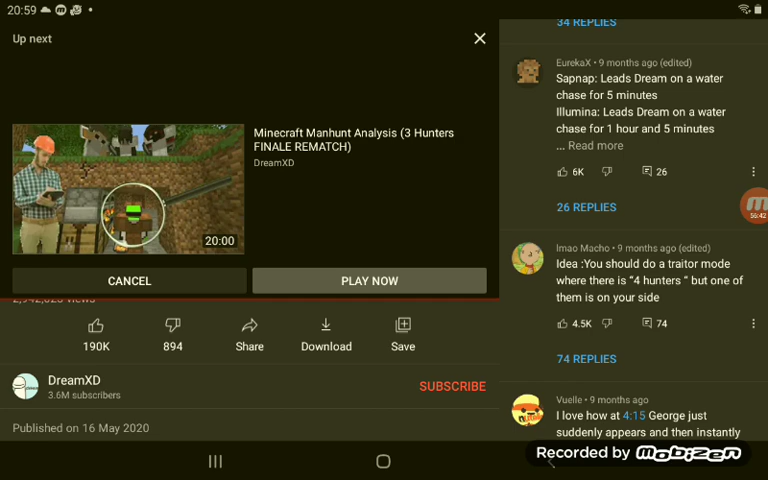 20:59
Up next
Minecraft Manhunt Analysis (3 Hunters
FINALE REMATCH)
DreamXD
20:00
CANCEL
PLAY NOW
views
190K
894
Share
Download
Save
DreamXD
3.6M subscribers
SUBSCRIBE
Published on 16 May 2020
34 REPLIES
EurekaX • 9 months ago (edited)
Sapnap: Leads Dream on a water
chase for 5 minutes
Illumina: Leads Dream on a water
chase for 1 hour and 5 minutes
... Read more
6K
26
26 REPLIES
56:42
lmao Macho • 9 months ago (edited)
Idea :You should do a traitor mode
where there is “4 hunters “ but one of
them is on your side
4.5K
74
74 REPLIES
Vuelle • 9 months ago
I love how at 4:15 George just
suddenly appears and then instantly
Recorded by Mobizen